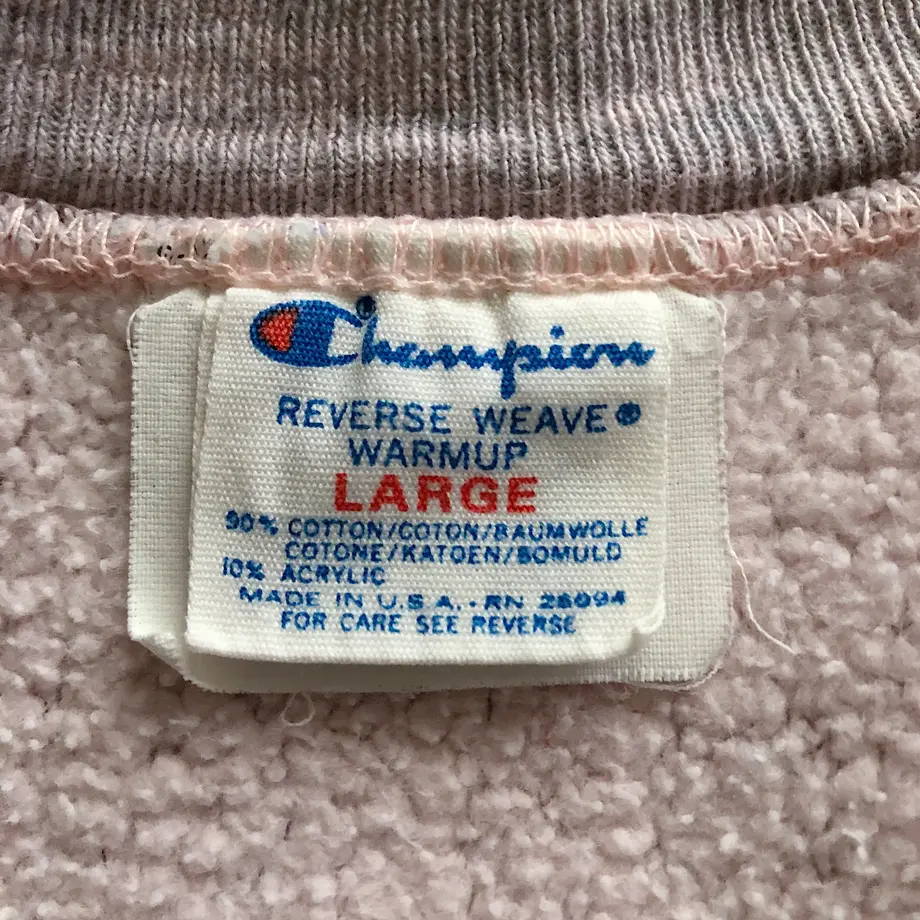 Champion
REVERSE WEAVE®
WARMUP
LARGE
90% COTTON/COTON/BAUMWOLLE
COTONE/KATOEN/BOMULD
10% ACRYLIC
MADE IN U.S.A. · RN 26094
FOR CARE SEE REVERSE